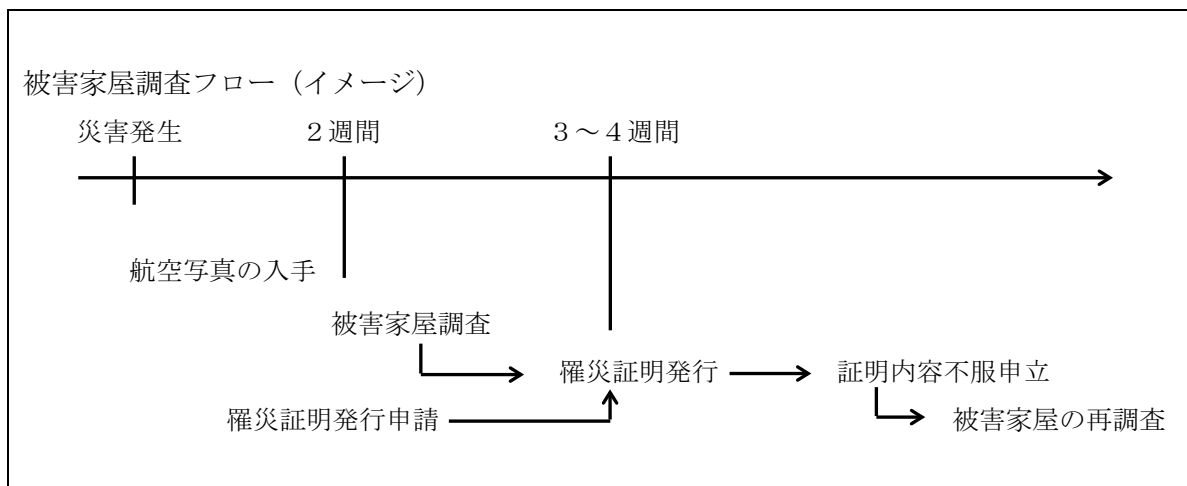 被害家屋調査フロー（イメージ）
災害発生
２週間
３～４週間
航空写真の入手
被害家屋調査
罹災証明発行
証明内容不服申立
罹災証明発行申請
被害家屋の再調査